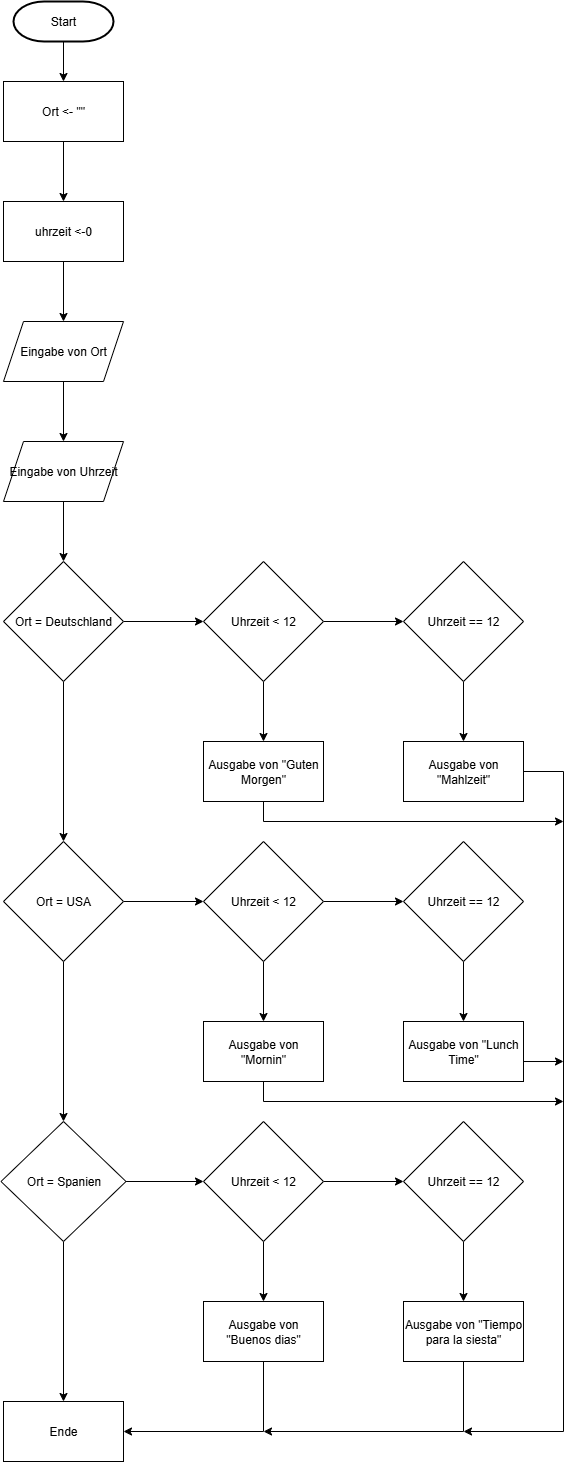 Start
Ort <- ""
uhrzeit <-0
Eingabe von Ort
Eingabe von Uhrzeit
Ort = Deutschland
Uhrzeit < 12
Uhrzeit == 12
Ausgabe von "Guten
Morgen"
Ausgabe von
"Mahlzeit"
Ort = USA
Uhrzeit < 12
Uhrzeit == 12
Ausgabe von
"Mornin"
Ausgabe von "Lunch
Time"
Ort = Spanien
Uhrzeit < 12
Uhrzeit == 12
Ausgabe von
"Buenos dias"
Ausgabe von "Tiempo
para la siesta"
Ende